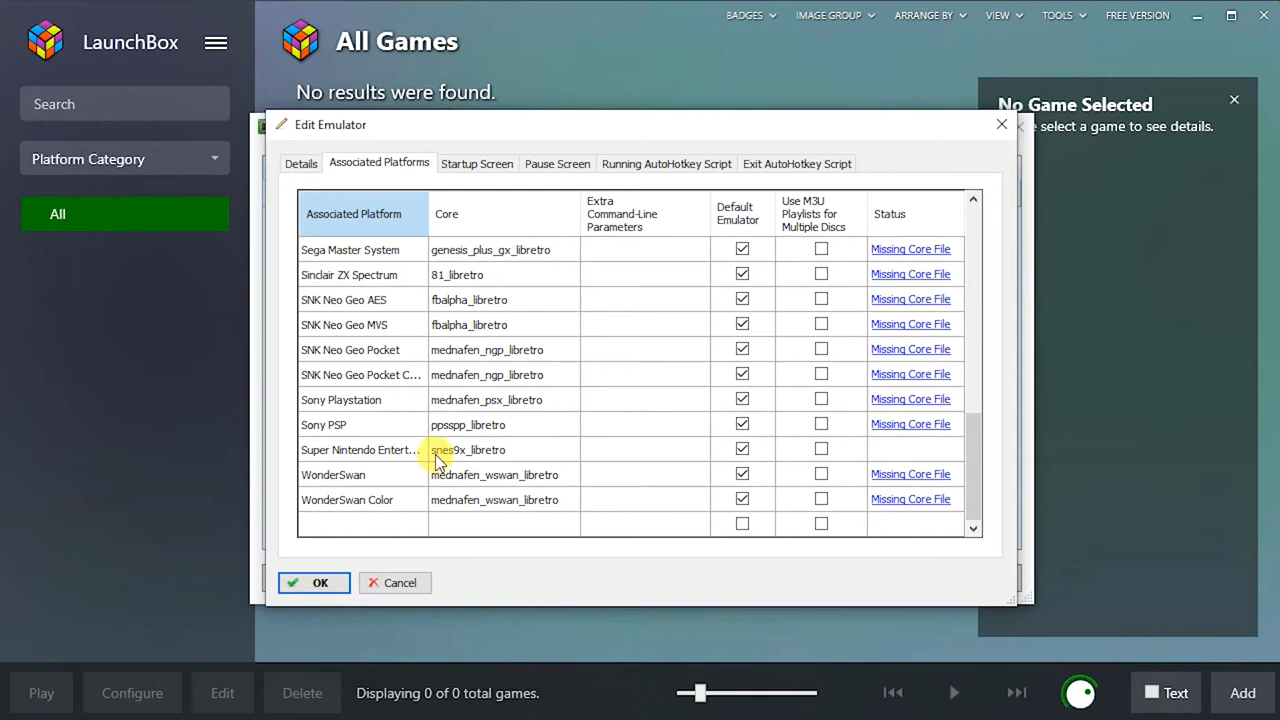 LaunchBox
All Games
BADGES
IMAGE GROUP
ARRANGE BY
VIEW
TOOLS
FREE VERSION
Search
Platform Category
All
No results were found.
No Game Selected
select a game to see details.
Edit Emulator
Details
Associated Platforms
Startup Screen
Pause Screen
Running AutoHotkey Script
Exit AutoHotkey Script
Associated Platform
Core
Extra
Command-Line
Parameters
Default
Emulator
Use M3U
Playlists for
Multiple Discs
Status
Sega Master System genesis_plus_gx_libretro Missing Core File
Sinclair ZX Spectrum 81_libretro Missing Core File
SNK Neo Geo AES fbalpha_libretro Missing Core File
SNK Neo Geo MVS fbalpha_libretro Missing Core File
SNK Neo Geo Pocket mednafen_ngp_libretro Missing Core File
SNK Neo Geo Pocket C... mednafen_ngp_libretro Missing Core File
Sony Playstation mednafen_psx_libretro Missing Core File
Sony PSP ppsspp_libretro Missing Core File
Super Nintendo Entert... snes9x_libretro
WonderSwan mednafen_wswan_libretro Missing Core File
WonderSwan Color mednafen_wswan_libretro Missing Core File
OK
Cancel
Play
Configure
Edit
Delete
Displaying 0 of 0 total games.
Text
Add